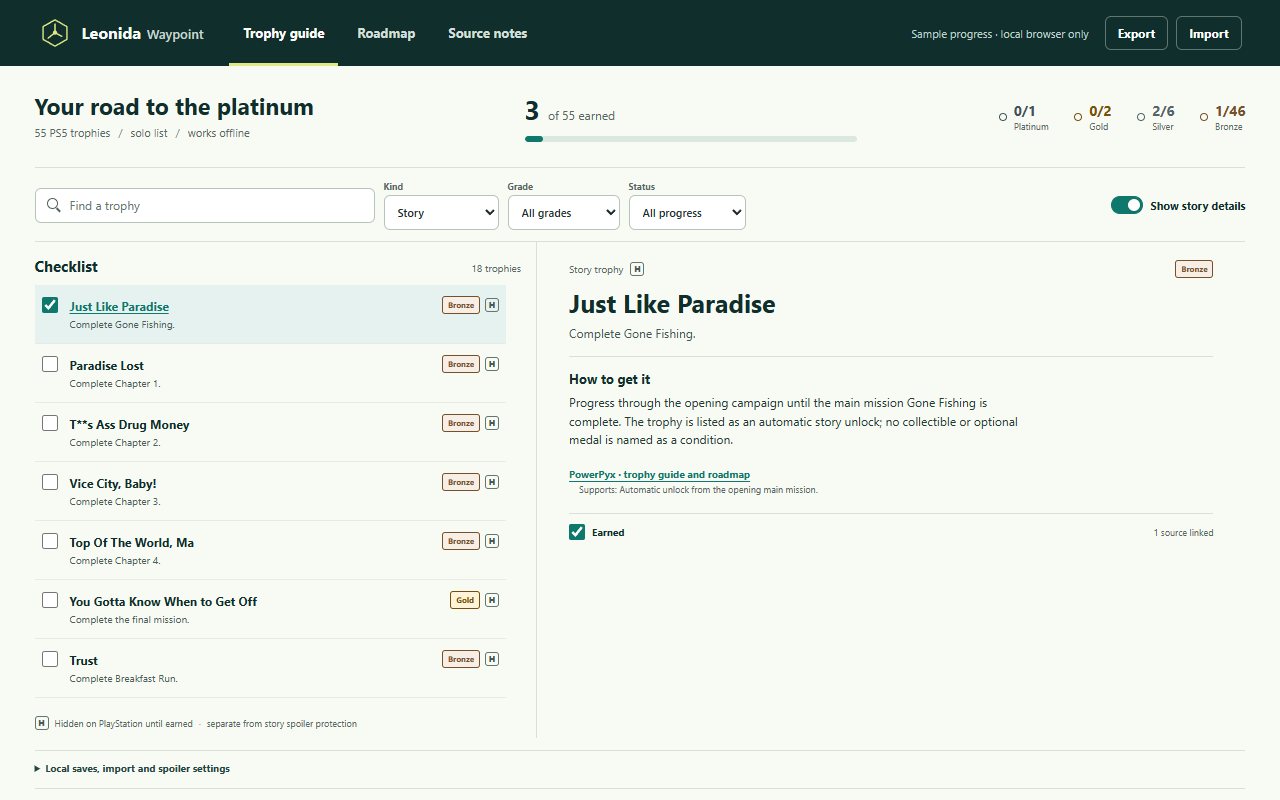 Leonida Waypoint
Trophy guide
Roadmap
Source notes
Sample progress · local browser only
Export
Import
Your road to the platinum
55 PS5 trophies / solo list / works offline
3 of 55 earned
0/1
Platinum
0/2
Gold
2/6
Silver
1/46
Bronze
Find a trophy
Kind
Story
Grade
All grades
Status
All progress
Show story details
Checklist
18 trophies
Just Like Paradise
Bronze H
Complete Gone Fishing.
Paradise Lost
Bronze H
Complete Chapter 1.
T**s Ass Drug Money
Bronze H
Complete Chapter 2.
Vice City, Baby!
Bronze H
Complete Chapter 3.
Top Of The World, Ma
Bronze H
Complete Chapter 4.
You Gotta Know When to Get Off
Gold H
Complete the final mission.
Trust
Bronze H
Complete Breakfast Run.
H Hidden on PlayStation until earned · separate from story spoiler protection
Story trophy H
Bronze
Just Like Paradise
Complete Gone Fishing.
How to get it
Progress through the opening campaign until the main mission Gone Fishing is
complete. The trophy is listed as an automatic story unlock; no collectible or optional
medal is named as a condition.
PowerPyx · trophy guide and roadmap
Supports: Automatic unlock from the opening main mission.
Earned
1 source linked
Local saves, import and spoiler settings